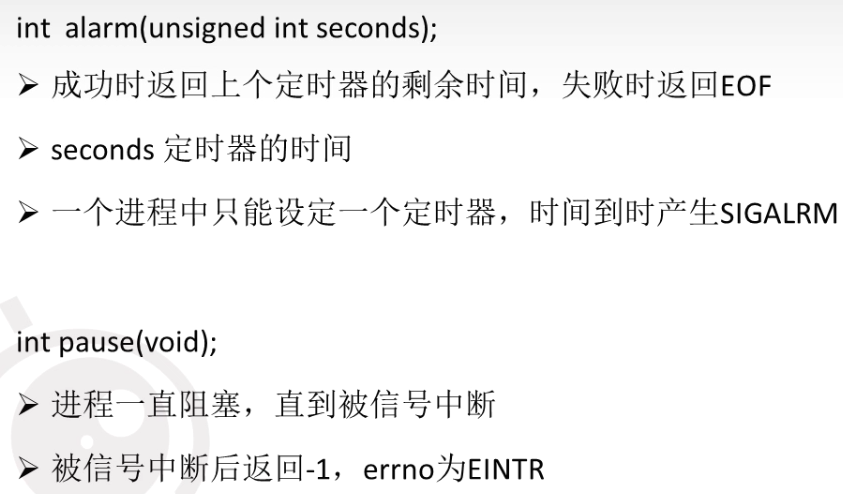 int  alarm(unsigned int seconds);
➢ 成功时返回上个定时器的剩余时间，失败时返回EOF
➢ seconds 定时器的时间
➢ 一个进程中只能设定一个定时器，时间到时产生SIGALRM
int pause(void);
➢ 进程一直阻塞，直到被信号中断
➢ 被信号中断后返回-1，errno为EINTR